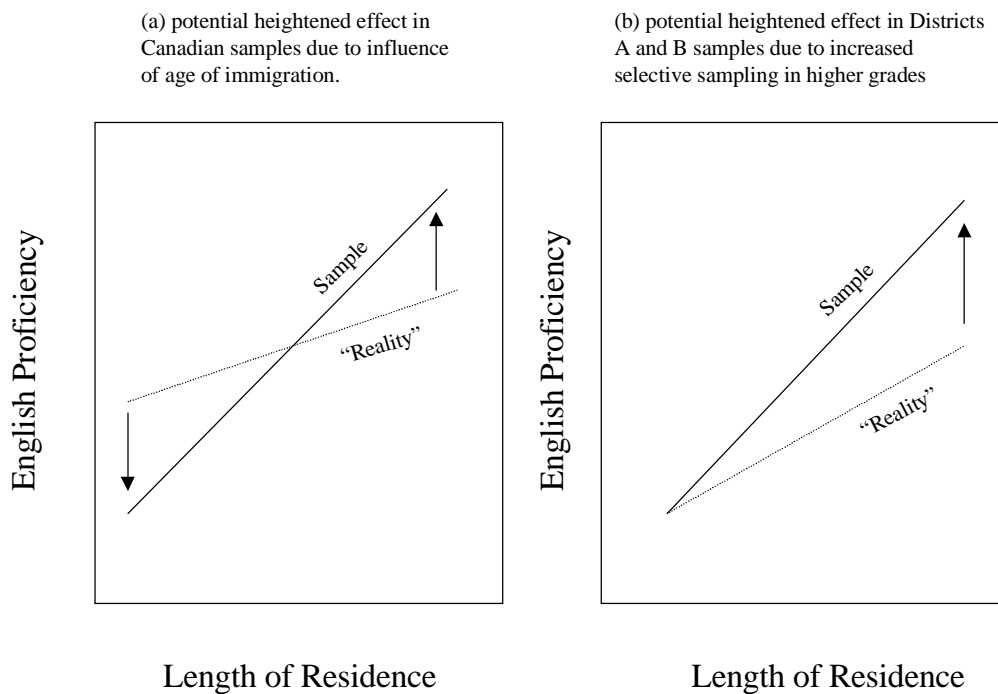 (a) potential heightened effect in
Canadian samples due to influence
of age of immigration.
English Proficiency
Sample
“Reality”
Length of Residence
(b) potential heightened effect in Districts
A and B samples due to increased
selective sampling in higher grades
English Proficiency
Sample
“Reality”
Length of Residence